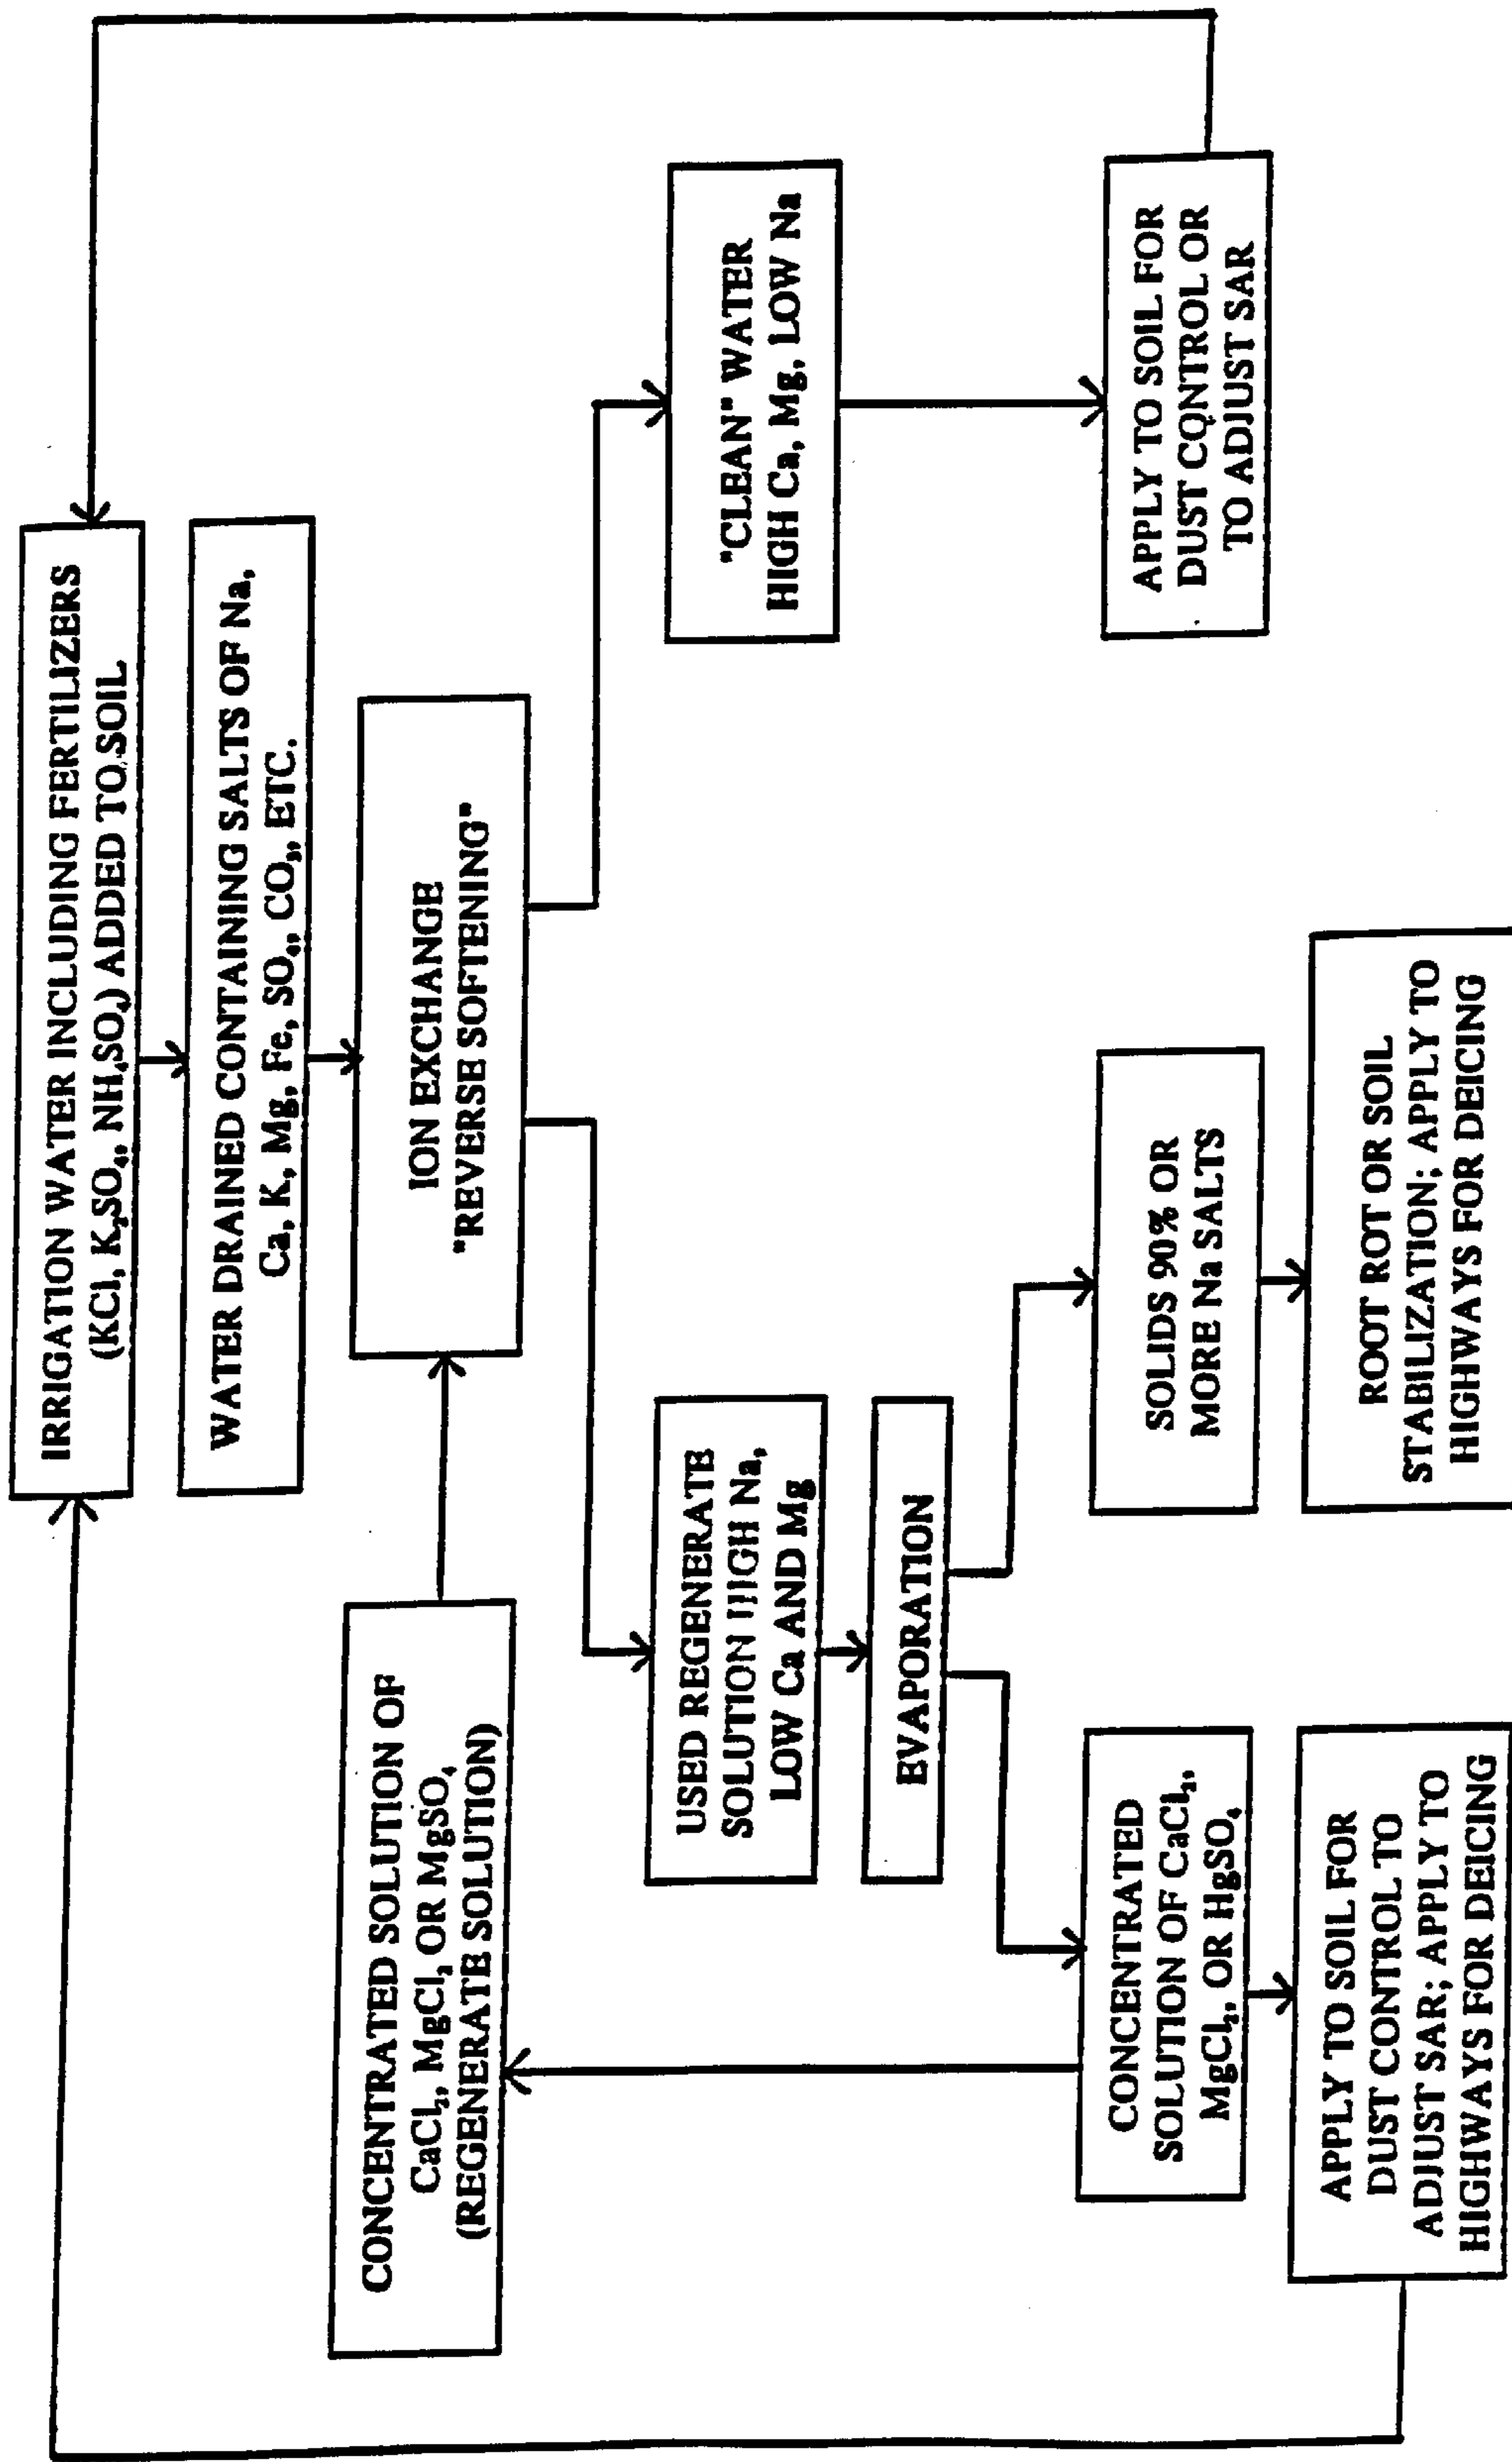 IRRIGATION WATER INCLUDING FERTILIZERS
(KCl, K₂SO₄, NH₄SO₄) ADDED TO SOIL
WATER DRAINED CONTAINING SALTS OF Na,
Ca, K, Mg, Fe, SO₄, CO₃, ETC.
CONCENTRATED SOLUTION OF
CaCl₂, MgCl₂ OR MgSO₄
(REGENERATE SOLUTION)
ION EXCHANGE
"REVERSE SOFTENING"
USED REGENERATE
SOLUTION HIGH Na,
LOW Ca AND Mg
"CLEAN" WATER
HIGH Ca, Mg, LOW Na
EVAPORATION
CONCENTRATED
SOLUTION OF CaCl₂,
MgCl₂, OR HgSO₄
SOLIDS 90% OR
MORE Na SALTS
APPLY TO SOIL FOR
DUST CONTROL OR
TO ADJUST SAR
APPLY TO SOIL FOR
DUST CONTROL TO
ADJUST SAR; APPLY TO
HIGHWAYS FOR DEICING
ROOT ROT OR SOIL
STABILIZATION; APPLY TO
HIGHWAYS FOR DEICING